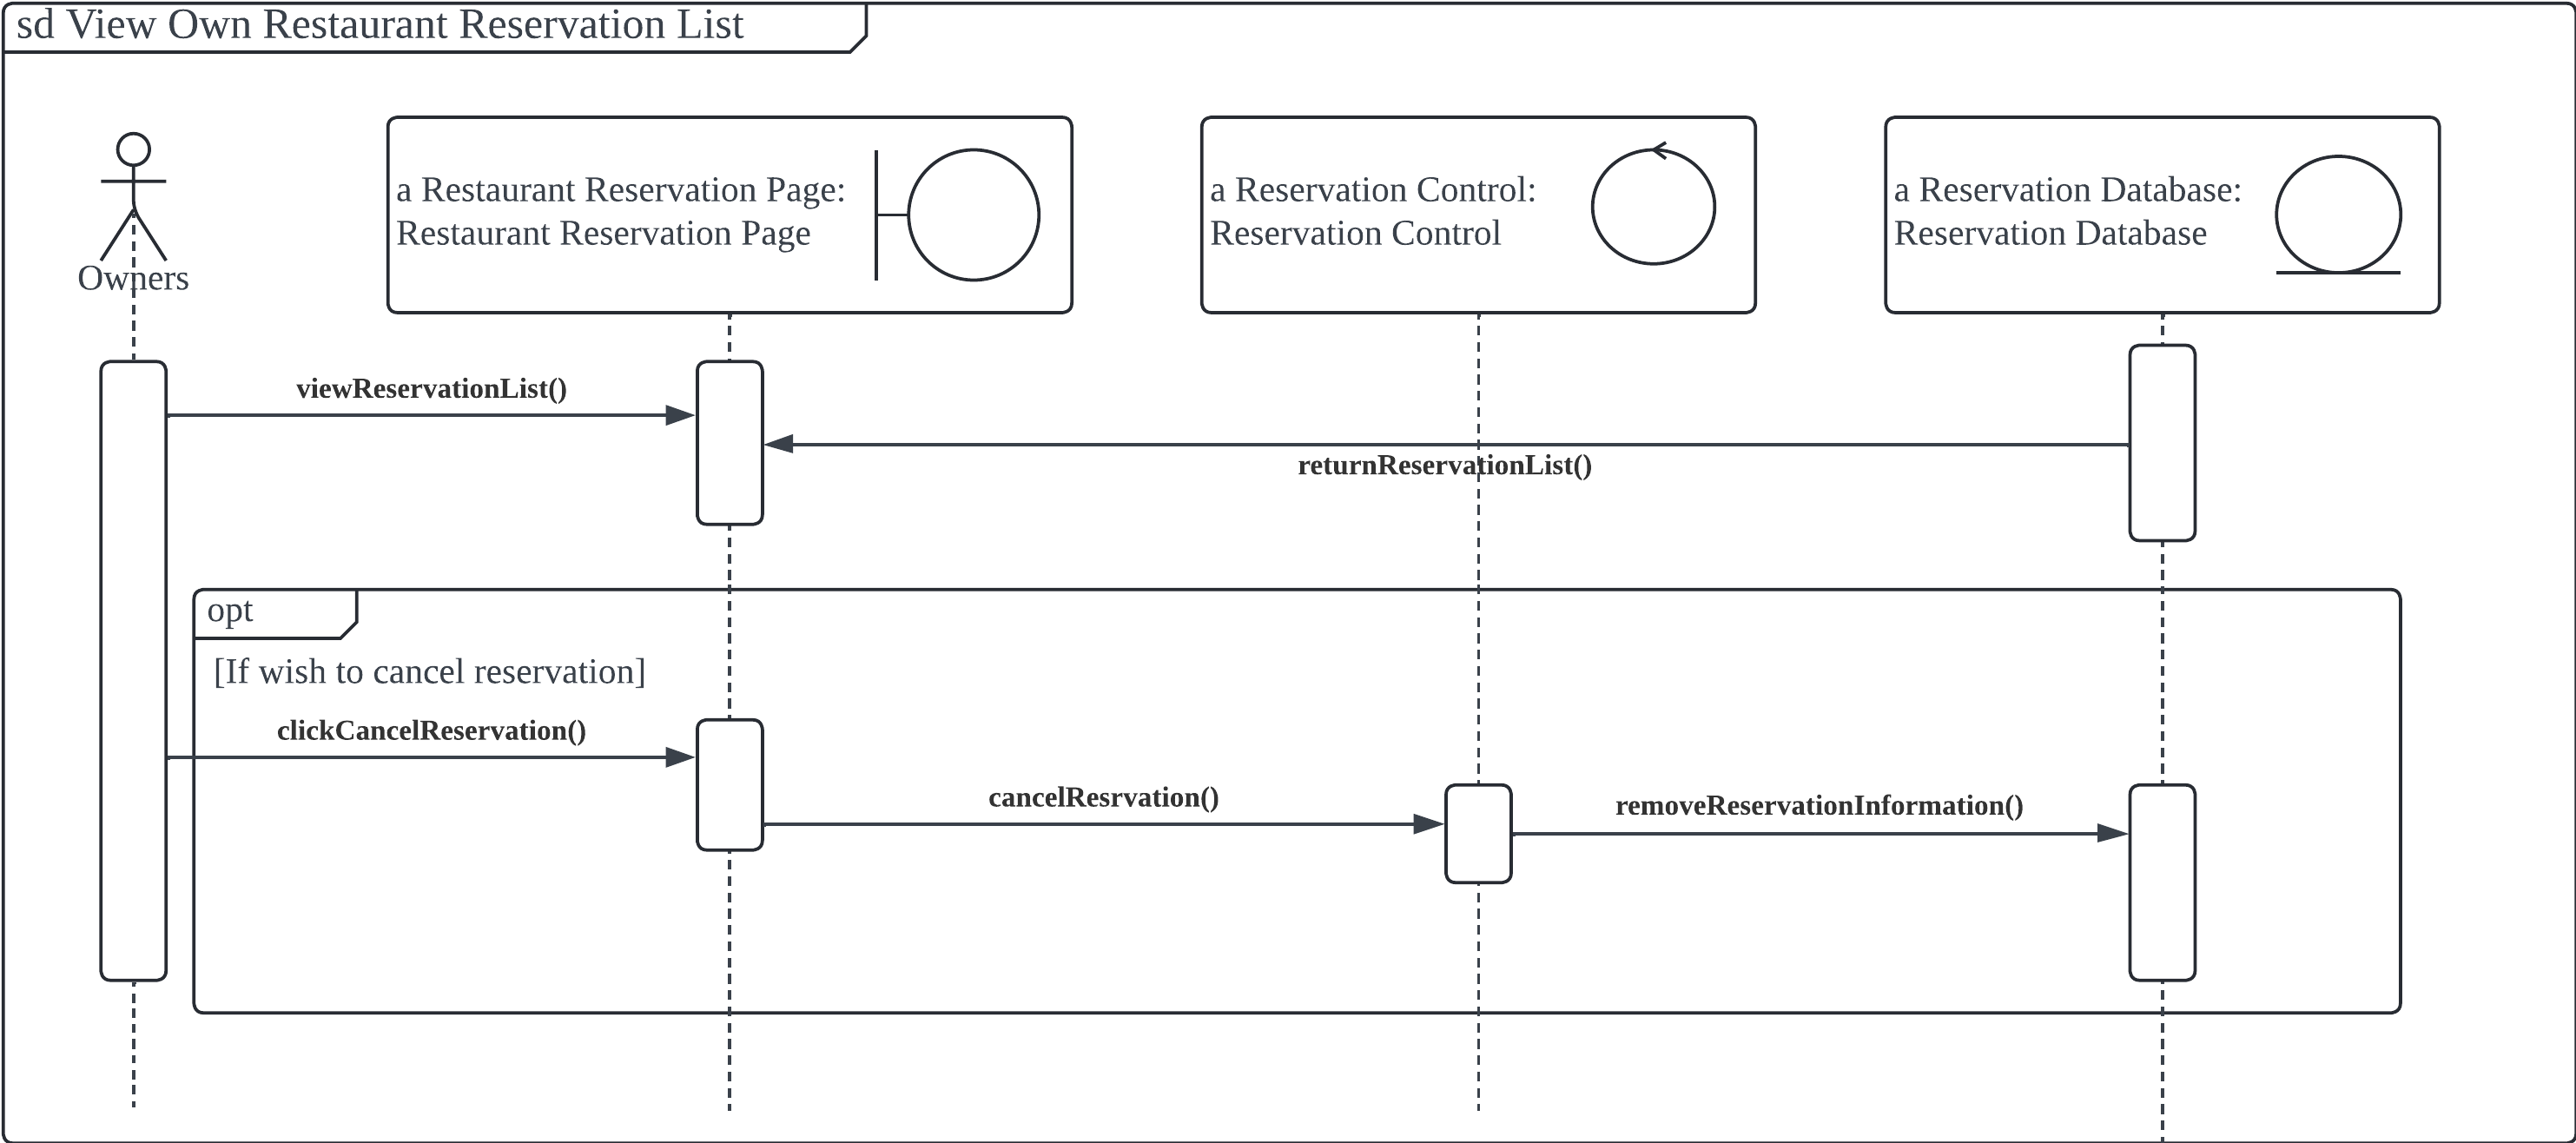 sd View Own Restaurant Reservation List
Owners
a Restaurant Reservation Page:
Restaurant Reservation Page
a Reservation Control:
Reservation Control
a Reservation Database:
Reservation Database
viewReservationList()
returnReservationList()
opt
[If wish to cancel reservation]
clickCancelReservation()
cancelResrvation()
removeReservationInformation()